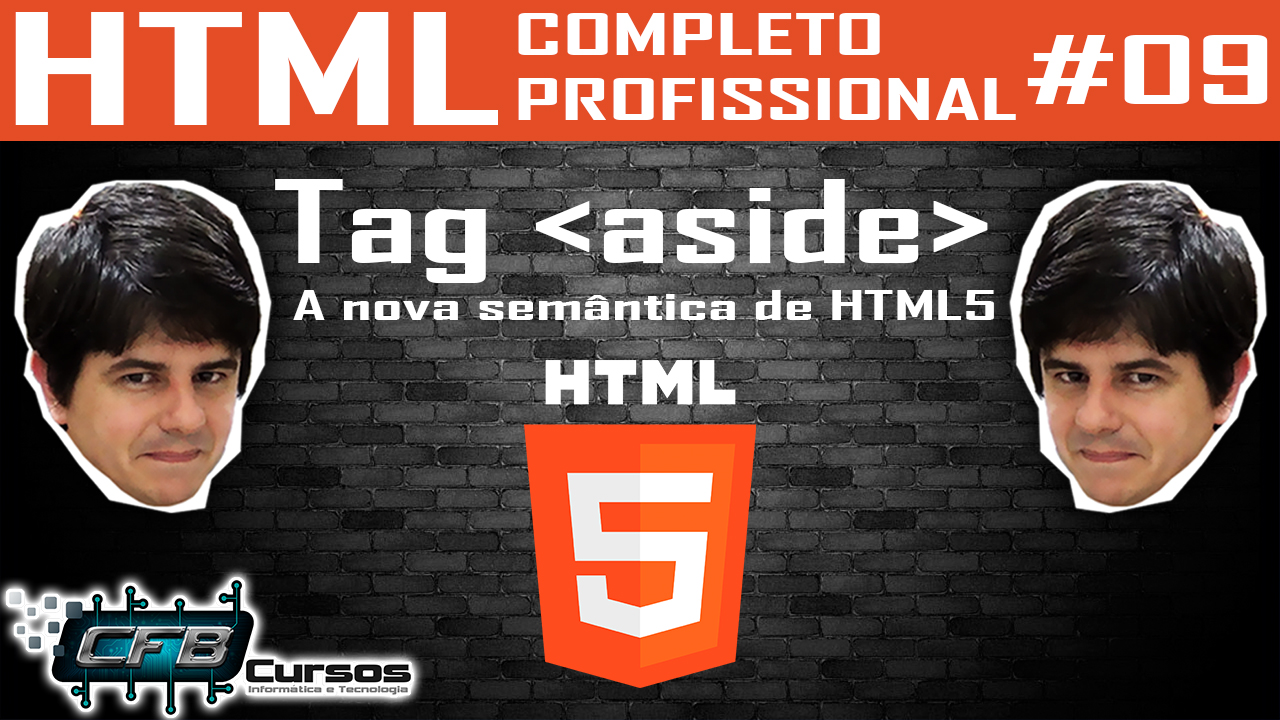 HTML
COMPLETO
PROFISSIONAL
#09
Tag <aside>
A nova semântica de HTML5
HTML
5
CFB
Cursos
Informática e Tecnologia